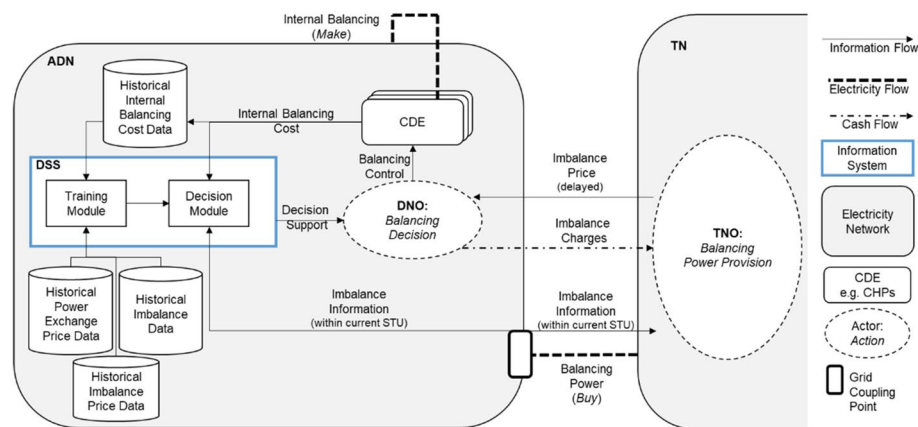 Internal Balancing
(Make)
ADN
TN
Historical
Internal
Balancing
Cost Data
Internal Balancing
Cost
CDE
Balancing
Control
DSS
Training
Module
Decision
Module
Decision
Support
DNO:
Balancing
Decision
Imbalance
Price
(delayed)
Imbalance
Charges
TNO:
Balancing
Power Provision
Historical
Power
Exchange
Price Data
Historical
Imbalance
Data
Historical
Imbalance
Price Data
Imbalance
Information
(within current STU)
Imbalance
Information
(within current STU)
Balancing
Power
(Buy)
Information Flow
Electricity Flow
Cash Flow
Information
System
Electricity
Network
CDE
e.g. CHPs
Actor:
Action
Grid
Coupling
Point